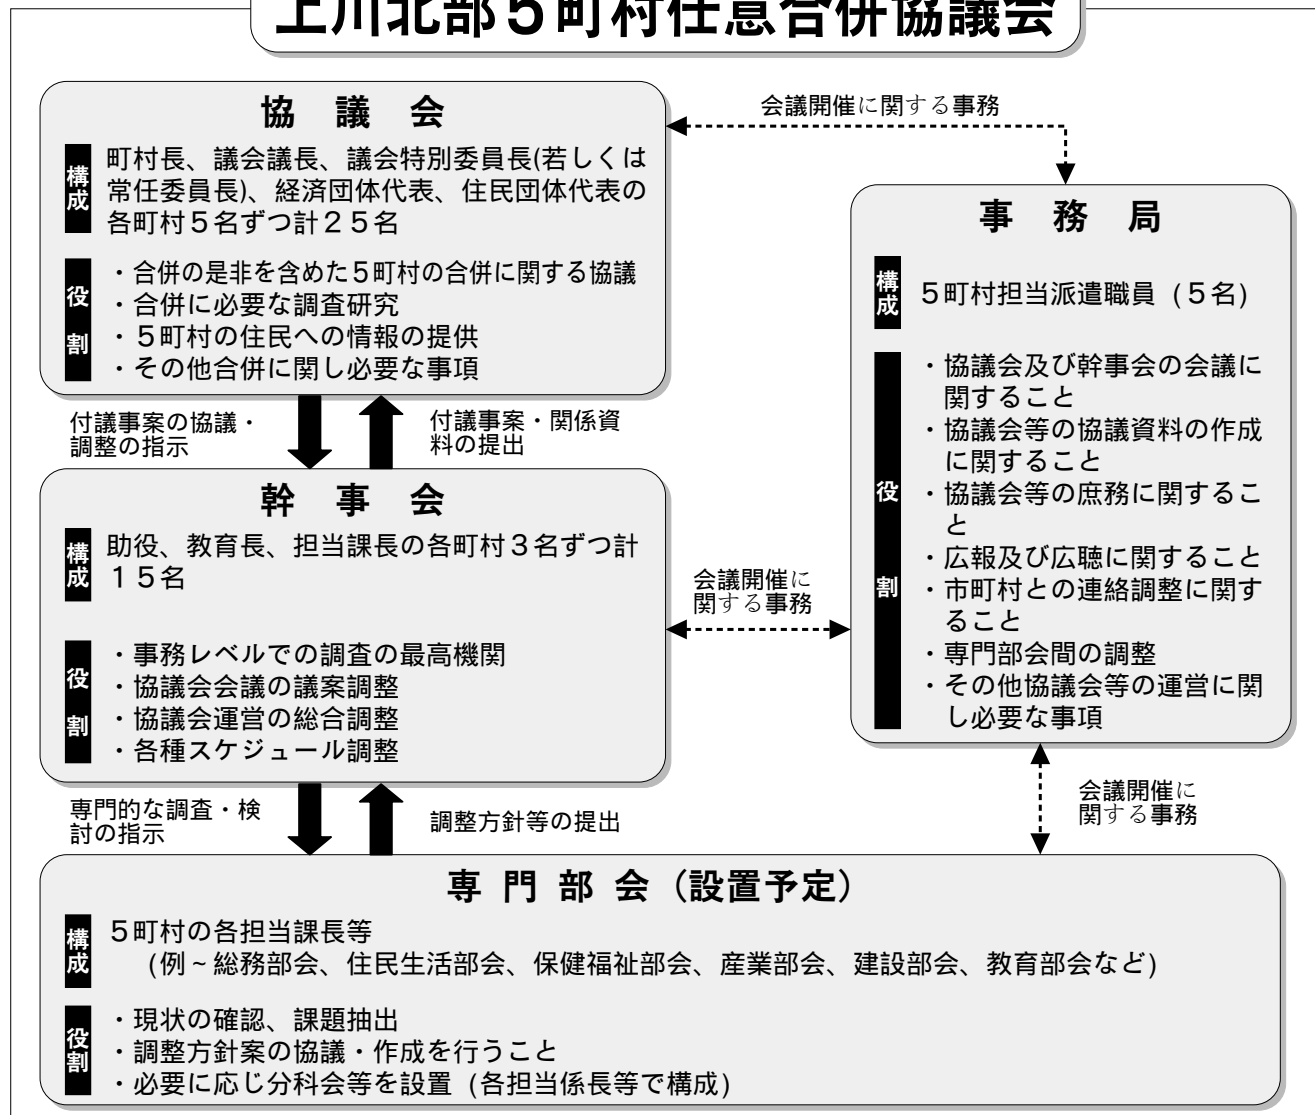 上川北部５町村任意合併協議会
協　議　会
構成
町村長、議会議長、議会特別委員長(若しくは
常任委員長)、経済団体代表、住民団体代表の
各町村５名ずつ計２５名
役割
・合併の是非を含めた５町村の合併に関する協議
・合併に必要な調査研究
・５町村の住民への情報の提供
・その他合併に関し必要な事項
会議開催に関する事務
付議事案の協議・
調整の指示
付議事案・関係資
料の提出
幹　事　会
構成
助役、教育長、担当課長の各町村３名ずつ計
１５名
役割
・事務レベルでの調査の最高機関
・協議会会議の議案調整
・協議会運営の総合調整
・各種スケジュール調整
会議開催に
関する事務
事　務　局
構成
５町村担当派遣職員 (５名)
役割
・協議会及び幹事会の会議に
関すること
・協議会等の協議資料の作成
に関すること
・協議会等の庶務に関するこ
と
・広報及び広聴に関すること
・市町村との連絡調整に関す
ること
・専門部会間の調整
・その他協議会等の運営に関
し必要な事項
専門的な調査・検
討の指示
調整方針等の提出
会議開催に
関する事務
専 門 部 会（設置予定）
構成
５町村の各担当課長等
(例～総務部会、住民生活部会、保健福祉部会、産業部会、建設部会、教育部会など)
役割
・現状の確認、課題抽出
・調整方針案の協議・作成を行うこと
・必要に応じ分科会等を設置 (各担当係長等で構成)